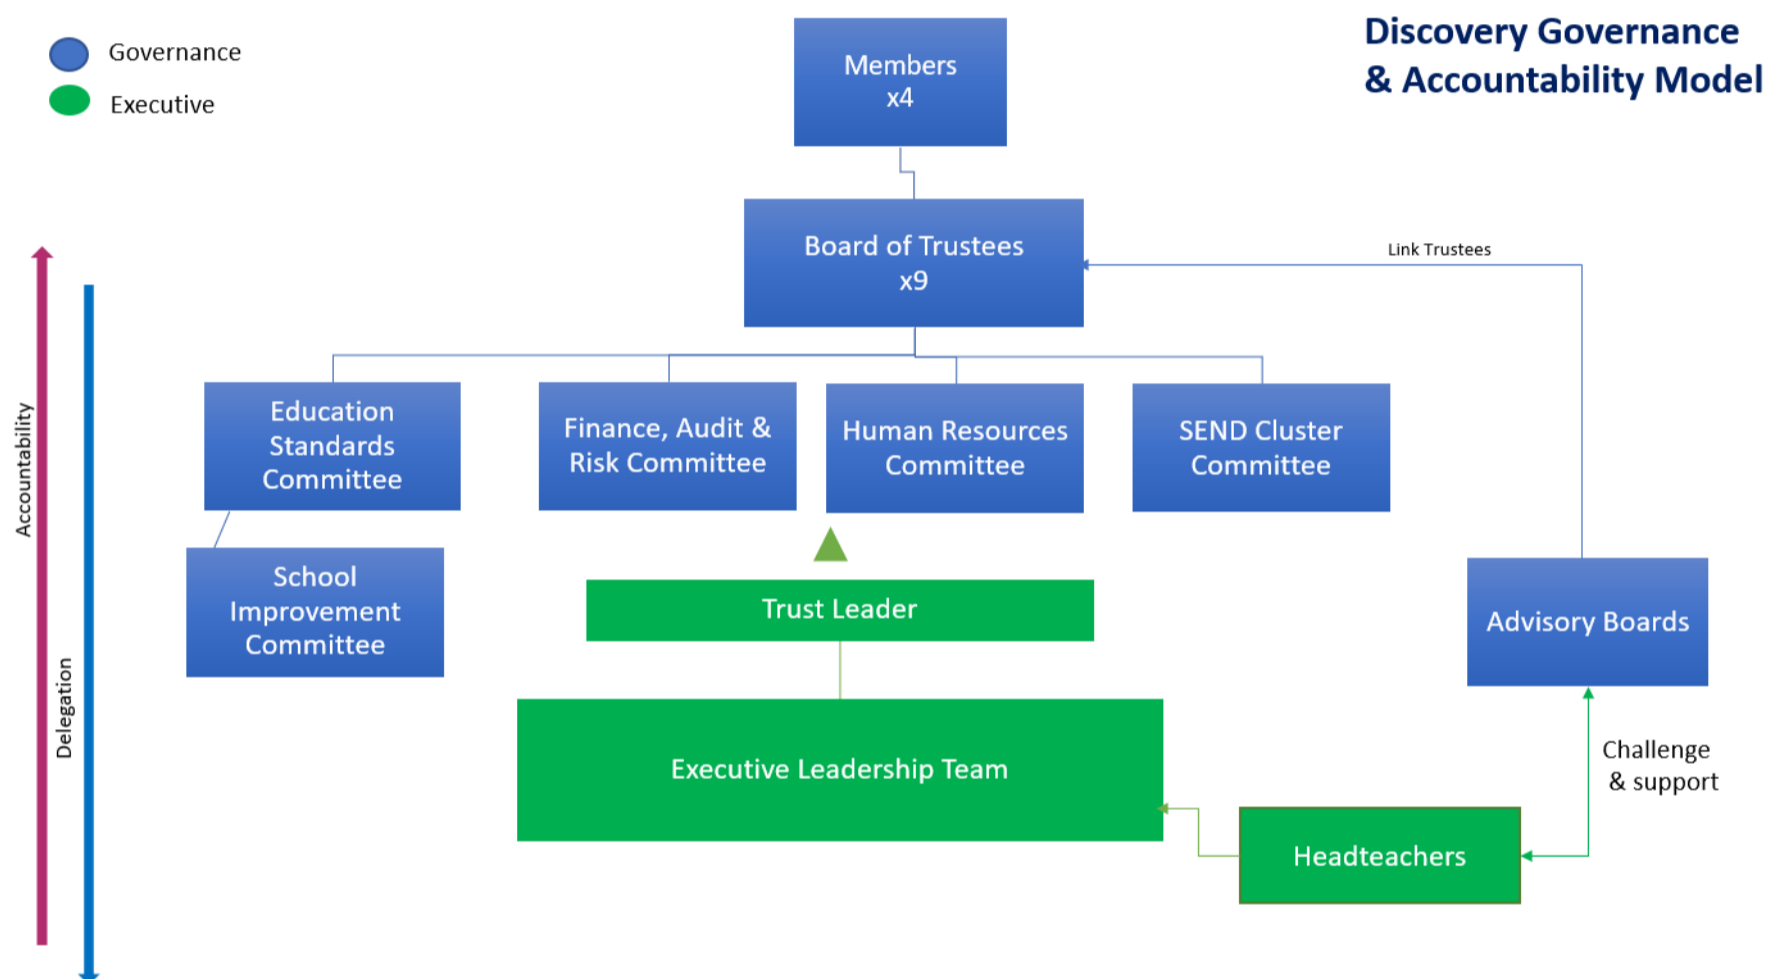 Discovery Governance
& Accountability Model
Governance
Executive
Members
x4
Board of Trustees
x9
Link Trustees
Education
Standards
Committee
Finance, Audit &
Risk Committee
Human Resources
Committee
SEND Cluster
Committee
Accountability
Delegation
School
Improvement
Committee
Trust Leader
Advisory Boards
Executive Leadership Team
Challenge
& support
Headteachers